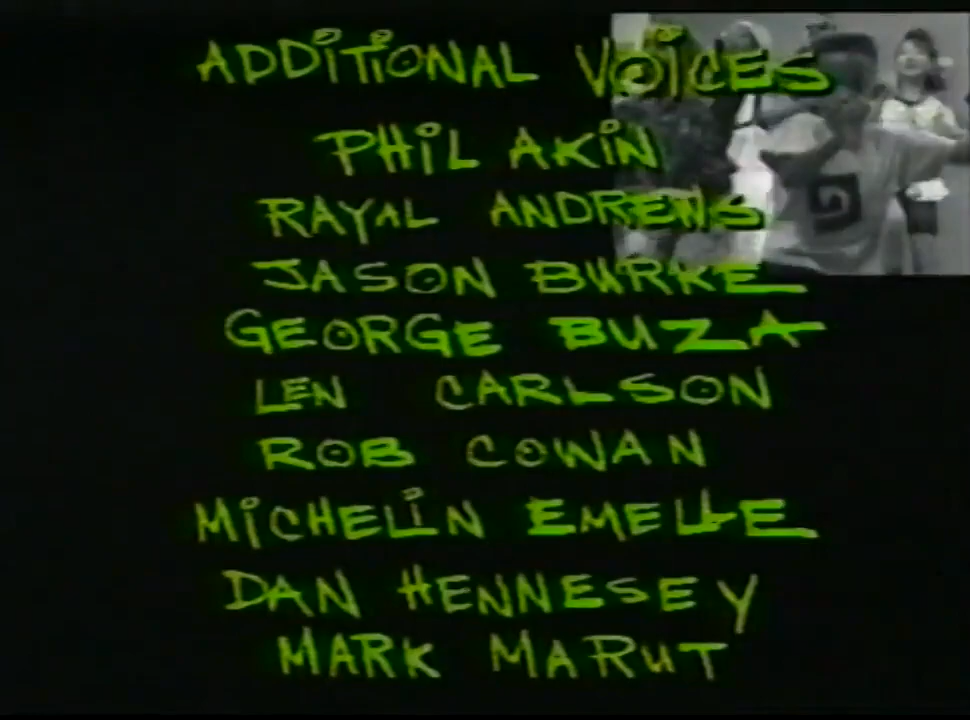 ADDiTiONAL VOiCES
PHiL AKiN
RAYAL ANDREWS
JASON BURKE
GEORGE BUZA
LEN CARLSON
ROB COWAN
MiCHELiN EMELLE
DAN HENNESEY
MARK MARUT